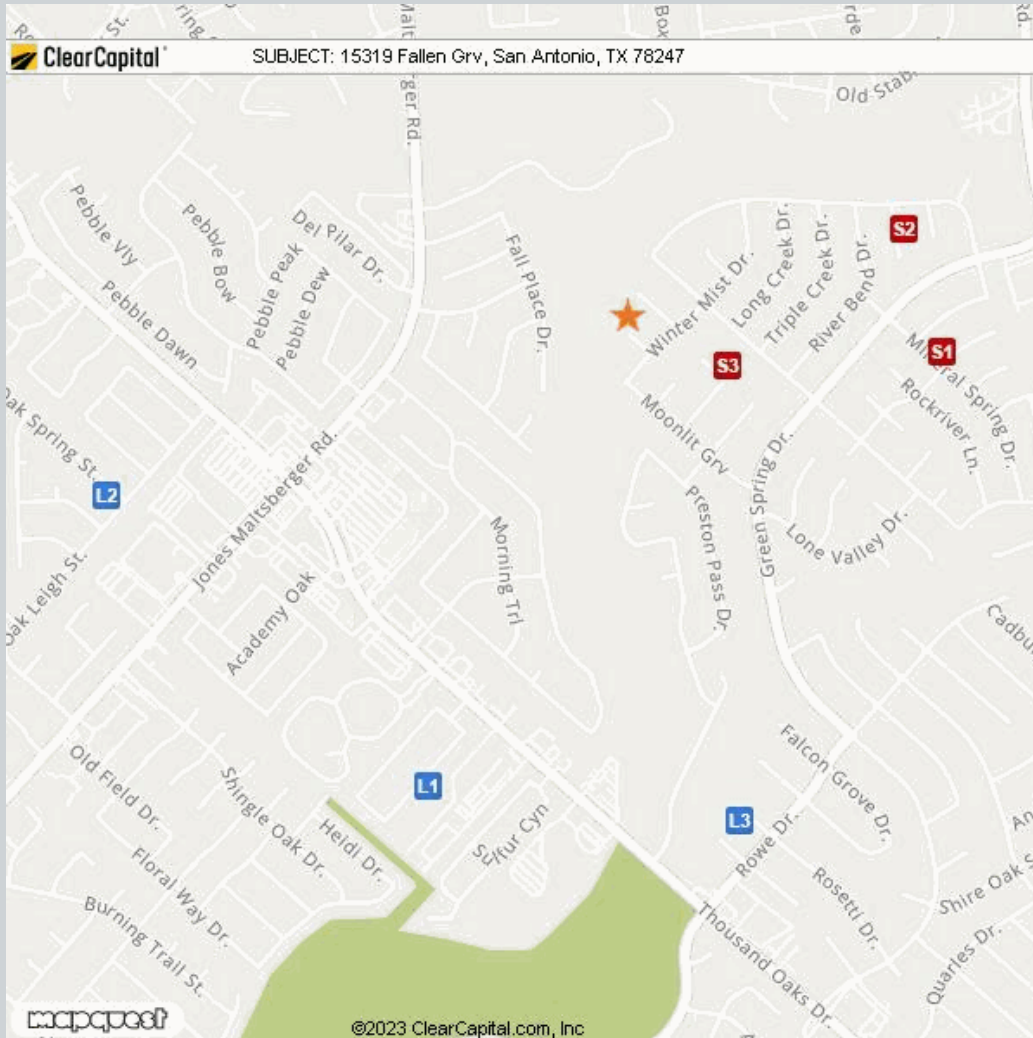 ClearCapital
SUBJECT: 15319 Fallen Grv, San Antonio, TX 78247
Pebble Vly
Pebble Bow
Pebble Peak
Del Pilar Dr.
Pebble Dew
Pebble Dawn
Fall Place Dr.
Winter Mist Dr.
Long Creek Dr.
Triple Creek Dr.
River Ben Dr.
S2
S3
S1
Mineral Spring Dr.
Rockriver Ln.
Moonlit Grv
Oak Spring St.
L2
Jones Maltsberger Rd.
Green Spring Dr.
Preston Pass Dr.
Lone Valley Dr.
Morning Trl
Academy Oak
Oak Leigh St.
Old Field Dr.
Shingle Oak Dr.
Heidi Dr.
L1
Sulfur Cyn
Falcon Grove Dr.
L3
Rowe Dr.
Rosetti Dr.
Floral Way Dr.
Burning Trail St.
Thousand Oaks Dr.
Shire Oak S
Quarles Dr.
mapquest
©2023 ClearCapital.com, Inc